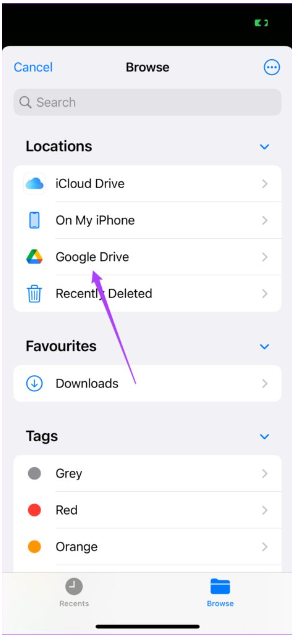 Cancel Browse
Search
Locations
iCloud Drive
On My iPhone
Google Drive
Recently Deleted
Favourites
Downloads
Tags
Grey
Red
Orange
Recents Browse